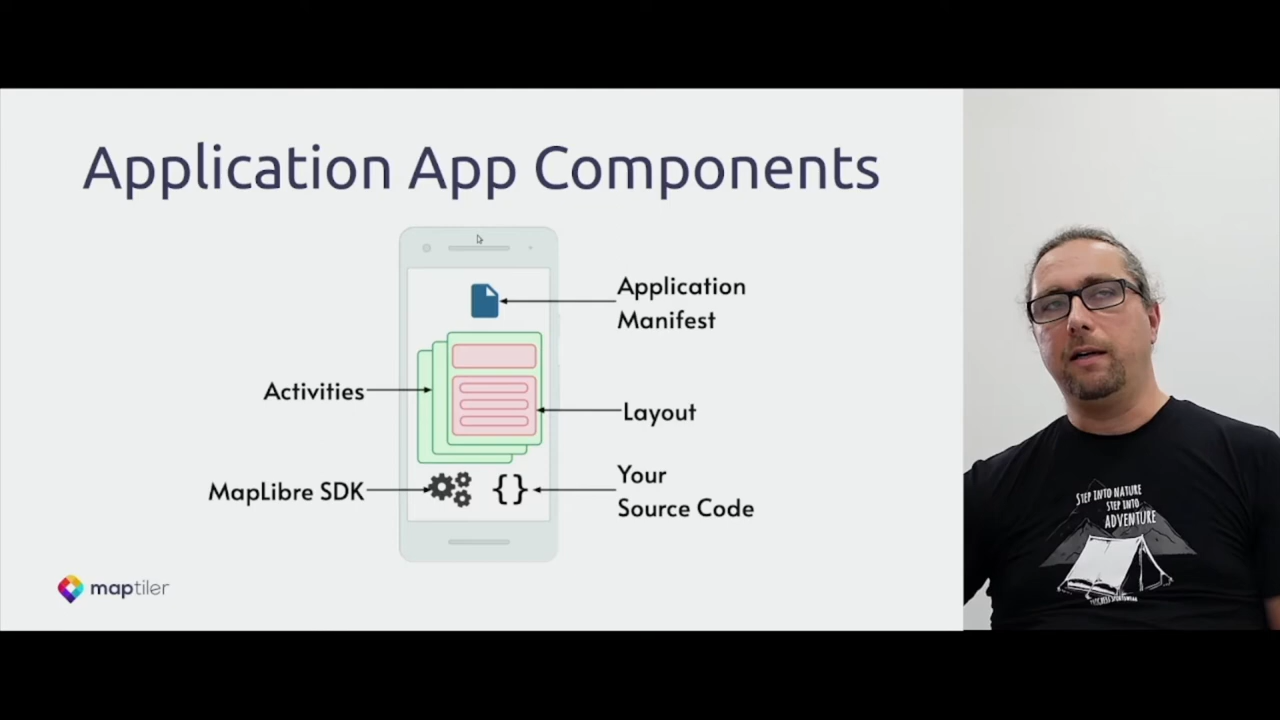 Application App Components
Application
Manifest
Activities
Layout
MapLibre SDK
{}
Your
Source Code
maptiler
STEP INTO NATURE
STEP INTO
ADVENTURE